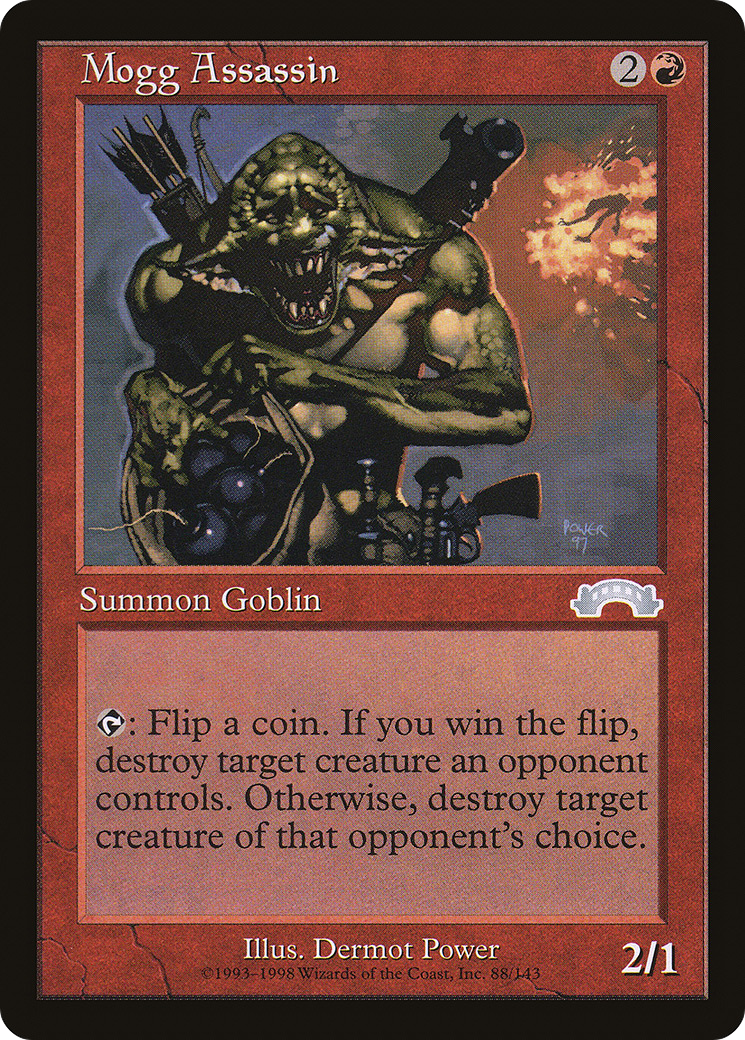 Mogg Assassin 2
POWER
97
Summon Goblin
: Flip a coin. If you win the flip,
destroy target creature an opponent
controls. Otherwise, destroy target
creature of that opponent's choice.
Illus. Dermot Power
2/1
©1993–1998 Wizards of the Coast, Inc. 88/143